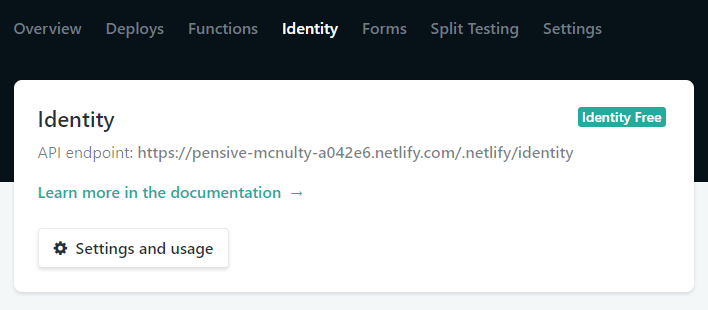 Overview Deploys Functions Identity Forms Split Testing Settings
Identity
Identity Free
API endpoint: https://pensive-mcnulty-a042e6.netlify.com/.netlify/identity
Learn more in the documentation →
Settings and usage